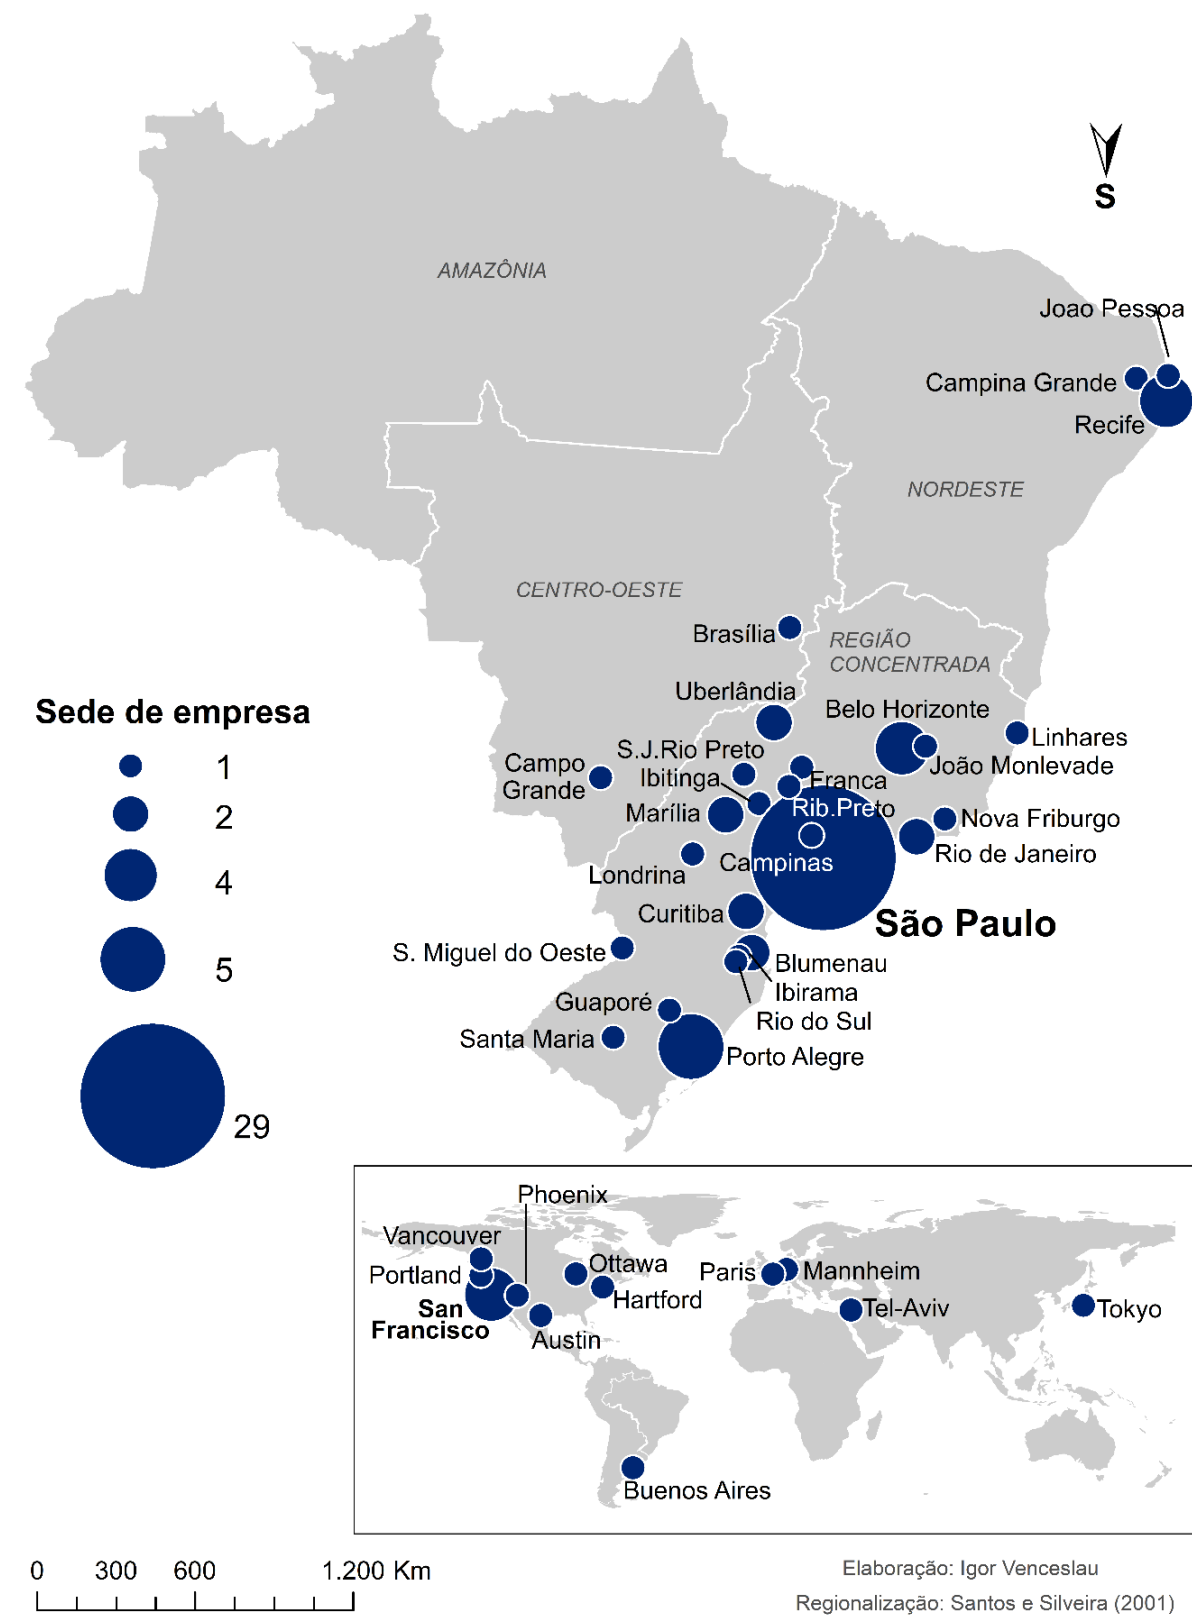 S
AMAZÔNIA
Joao Pessoa
Campina Grande
Recife
NORDESTE
CENTRO-OESTE
Brasília
REGIÃO
CONCENTRADA
Uberlândia
Belo Horizonte
Linhares
João Monlevade
S.J.Rio Preto
Ibitinga
Franca
Campo
Grande
Marília
Rib.Preto
Nova Friburgo
Rio de Janeiro
Londrina
Campinas
Curitiba
São Paulo
S. Miguel do Oeste
Blumenau
Ibirama
Rio do Sul
Guaporé
Santa Maria
Porto Alegre
Sede de empresa
1
2
4
5
29
Phoenix
Vancouver
Portland
San
Francisco
Ottawa
Hartford
Austin
Paris
Mannheim
Tel-Aviv
Tokyo
Buenos Aires
0 300 600 1.200 Km
Elaboração: Igor Venceslau
Regionalização: Santos e Silveira (2001)